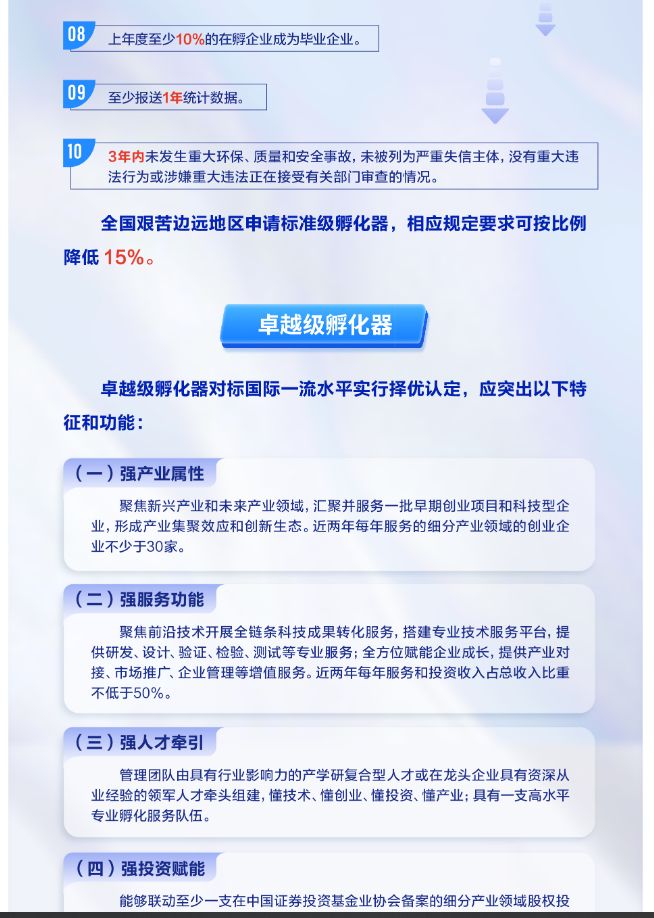 08
上年度至少10%的在孵企业成为毕业企业。
09
至少报送1年统计数据。
10
3年内未发生重大环保、质量和安全事故，未被列为严重失信主体，没有重大违
法行为或涉嫌重大违法正在接受有关部门审查的情况。
全国艰苦边远地区申请标准级孵化器，相应规定要求可按比例
降低15%。
卓越级孵化器
卓越级孵化器对标国际一流水平实行择优认定，应突出以下特
征和功能：
（一）强产业属性
聚焦新兴产业和未来产业领域，汇聚并服务一批早期创业项目和科技型企
业，形成产业集聚效应和创新生态。近两年每年服务的细分产业领域的创业企
业不少于30家。
（二）强服务功能
聚焦前沿技术开展全链条科技成果转化服务，搭建专业技术服务平台，提
供研发、设计、验证、检验、测试等专业服务；全方位赋能企业成长，提供产业对
接、市场推广、企业管理等增值服务。近两年每年服务和投资收入占总收入比重
不低于50%。
（三）强人才牵引
管理团队由具有行业影响力的产学研复合型人才或在龙头企业具有资深从
业经验的领军人才牵头组建，懂技术、懂创业、懂投资、懂产业；具有一支高水平
专业孵化服务队伍。
（四）强投资赋能
能够联动至少一支在中国证券投资基金业协会备案的细分产业领域股权投